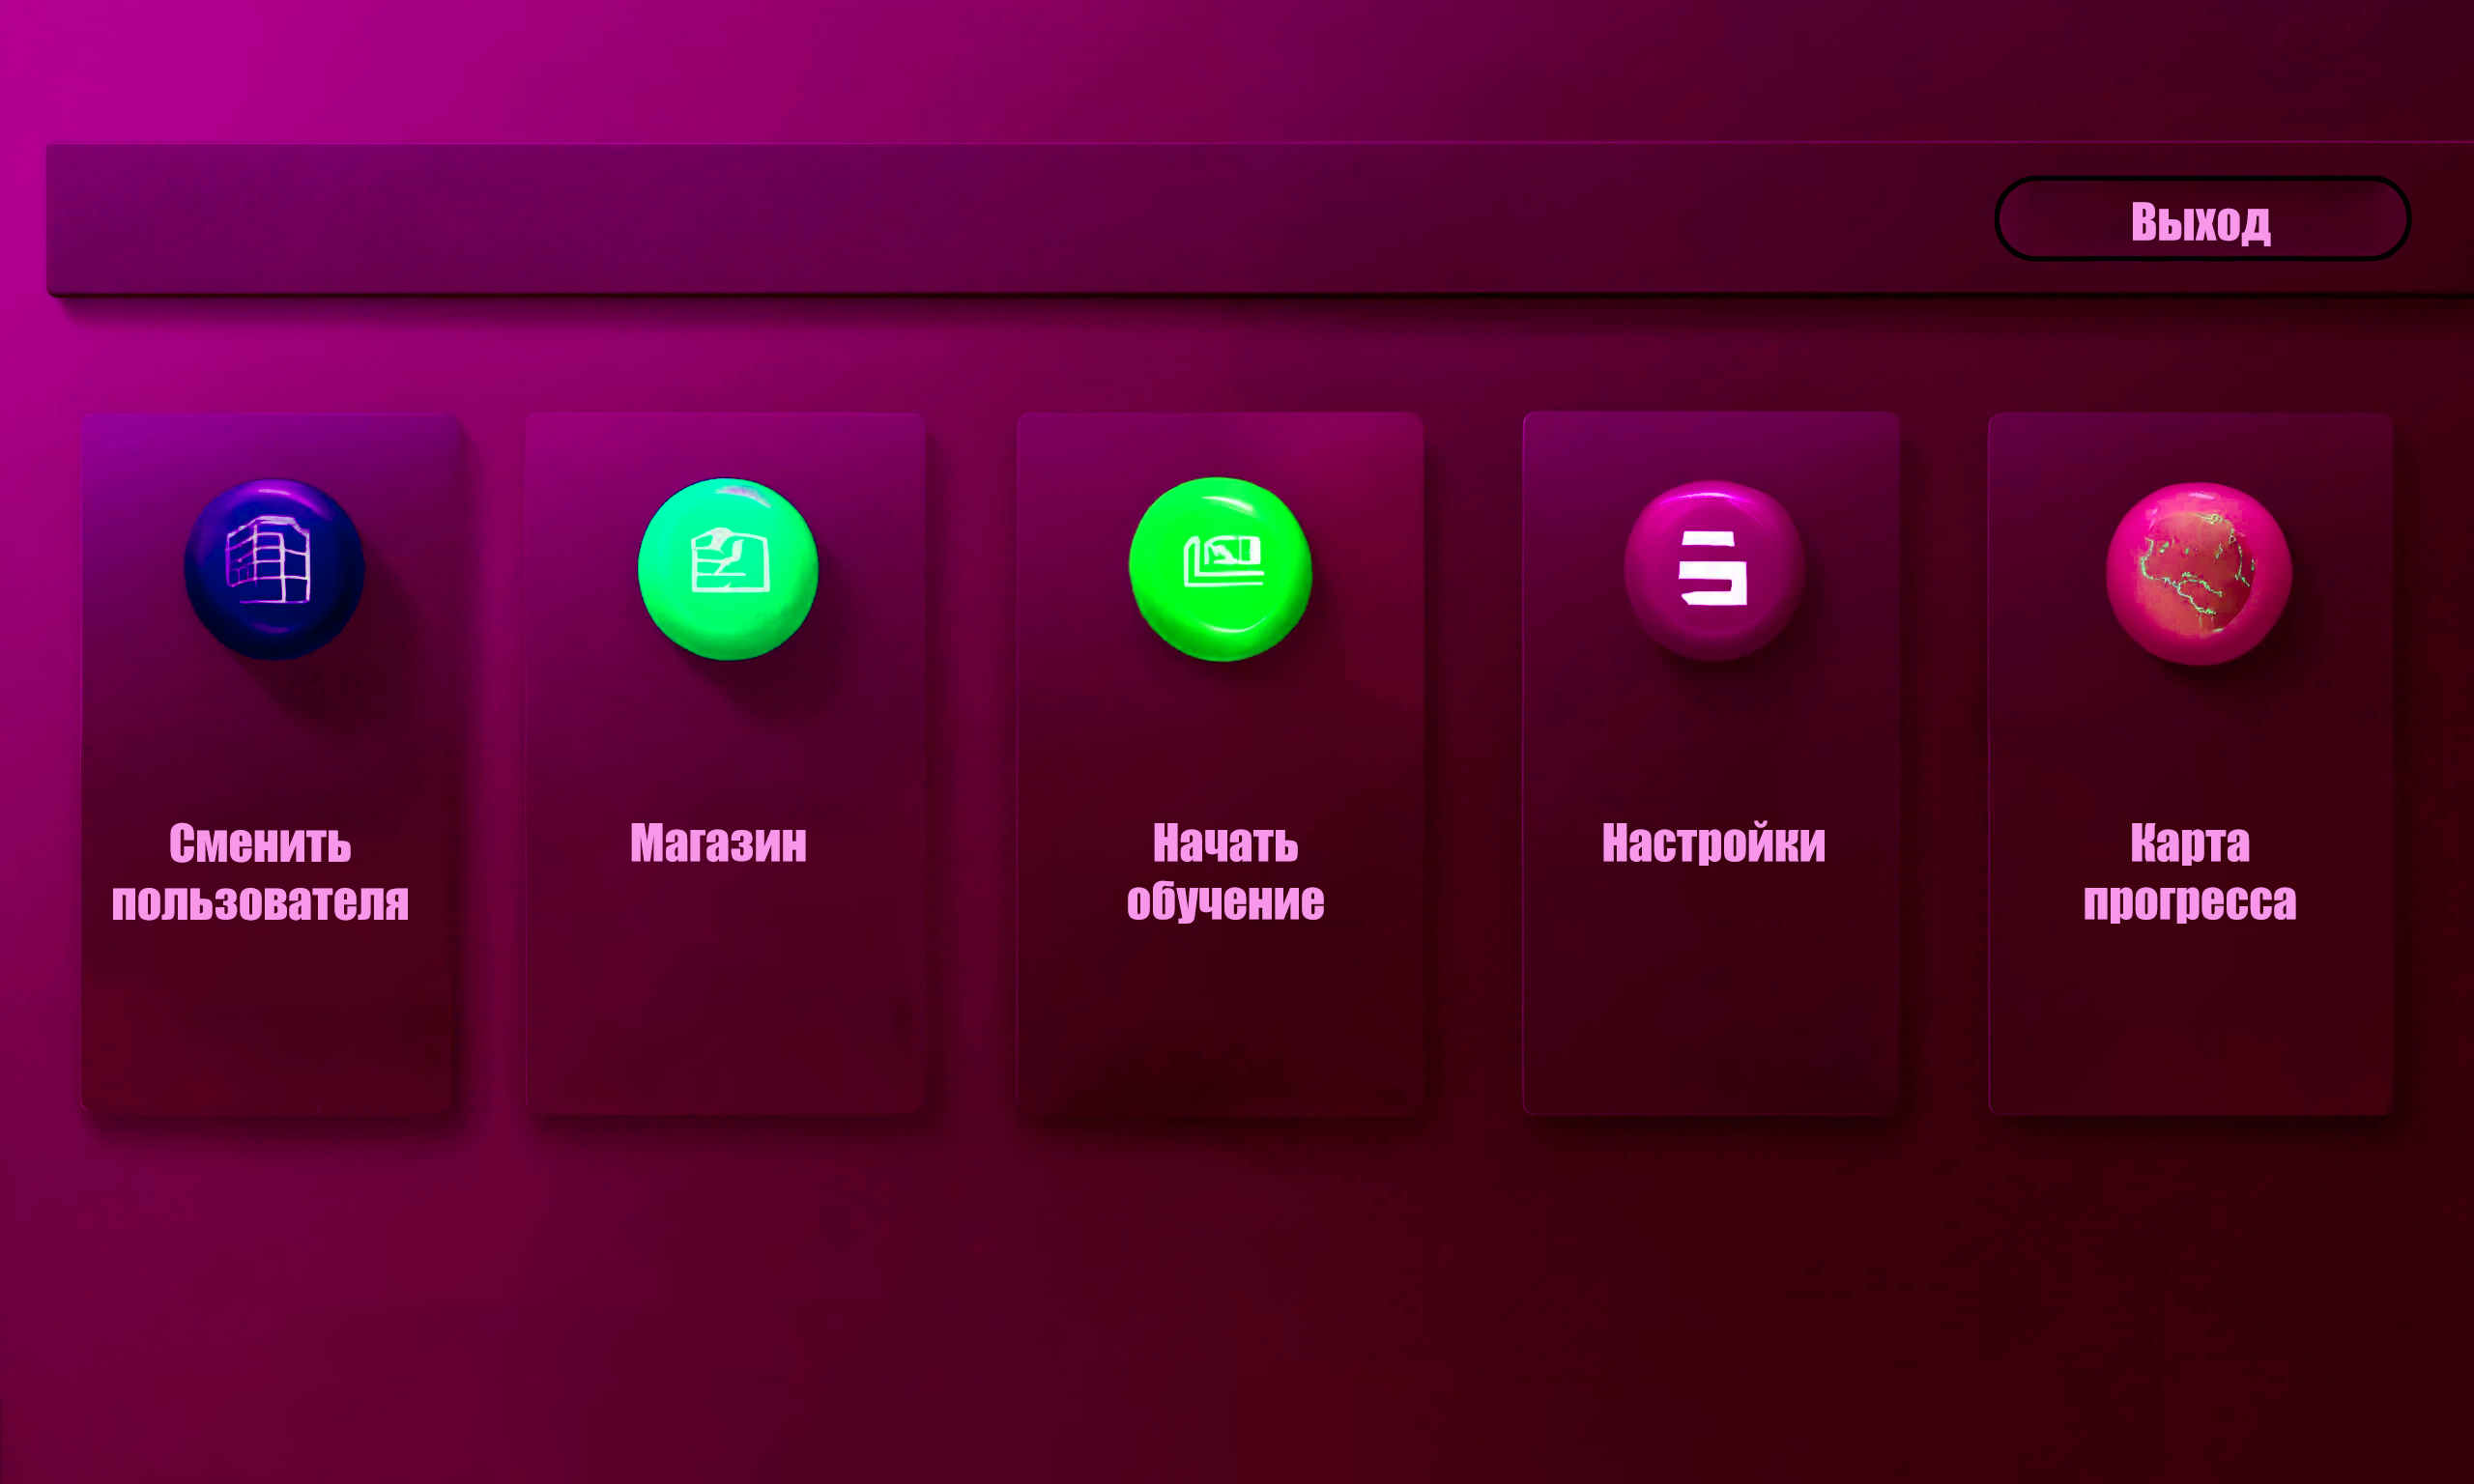 Выход
Сменить
пользователя
Магазин
Начать
обучение
Настройки
Карта
прогресса